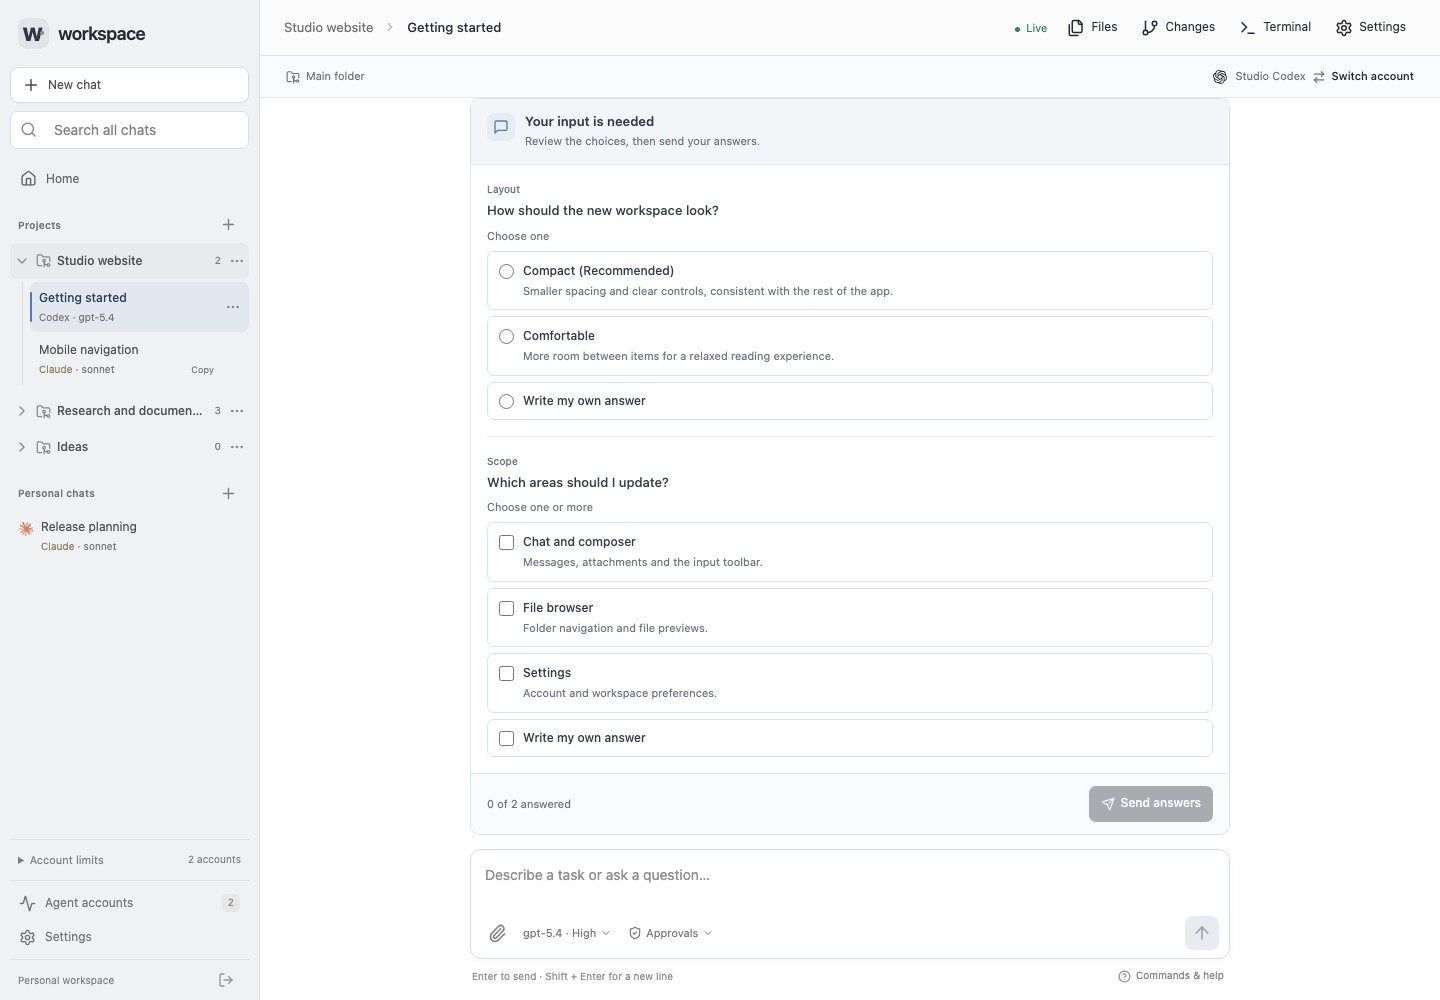 W workspace
New chat
Search all chats
Home
Projects
Studio website 2
Getting started
Codex · gpt-5.4
Mobile navigation
Claude · sonnet Copy
Research and documen... 3
Ideas 0
Personal chats
Release planning
Claude · sonnet
Account limits 2 accounts
Agent accounts 2
Settings
Personal workspace
Studio website Getting started
Live Files Changes Terminal Settings
Main folder
Studio Codex Switch account
Your input is needed
Review the choices, then send your answers.
Layout
How should the new workspace look?
Choose one
Compact (Recommended)
Smaller spacing and clear controls, consistent with the rest of the app.
Comfortable
More room between items for a relaxed reading experience.
Write my own answer
Scope
Which areas should I update?
Choose one or more
Chat and composer
Messages, attachments and the input toolbar.
File browser
Folder navigation and file previews.
Settings
Account and workspace preferences.
Write my own answer
0 of 2 answered Send answers
Describe a task or ask a question...
gpt-5.4 · High Approvals
Enter to send · Shift + Enter for a new line Commands & help